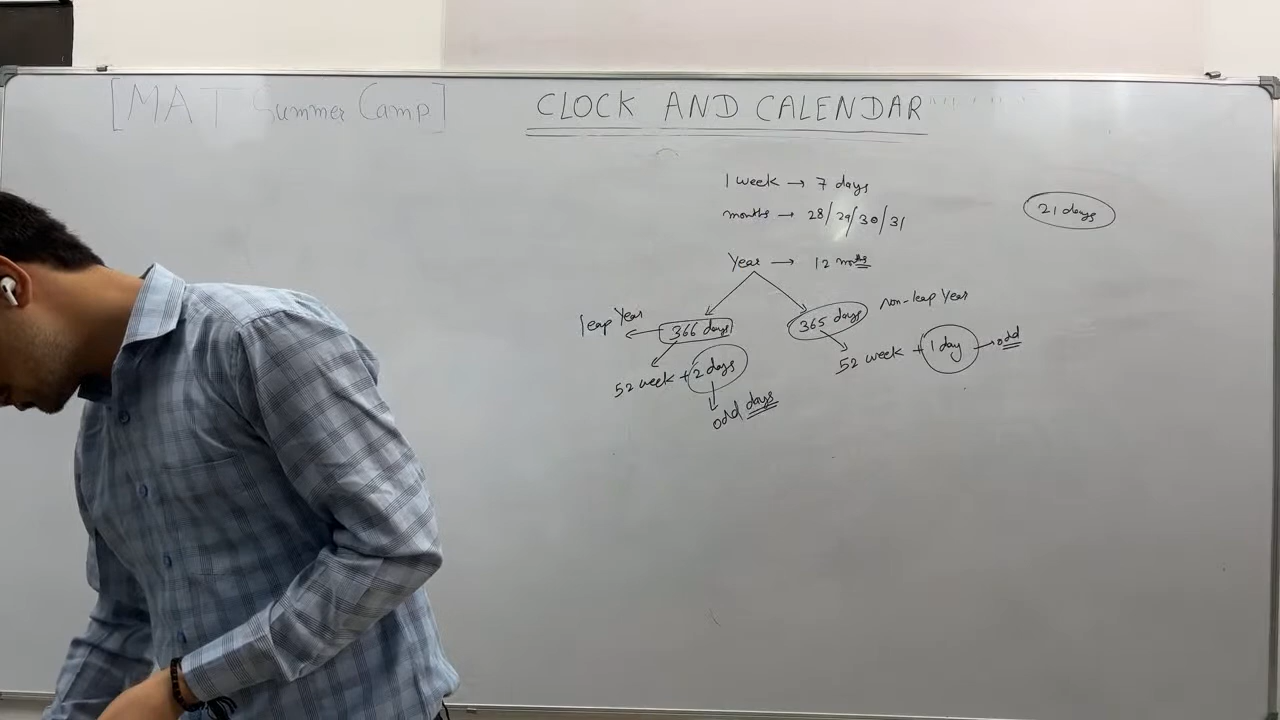 [MAT Summer Camp]
CLOCK AND CALENDAR
1 week → 7 days
months → 28/29/30/31
21 days
Year → 12 months
leap Year ← 366 days
365 days non-leap Year
52 week + 2 days
52 week + 1 day → odd
odd days